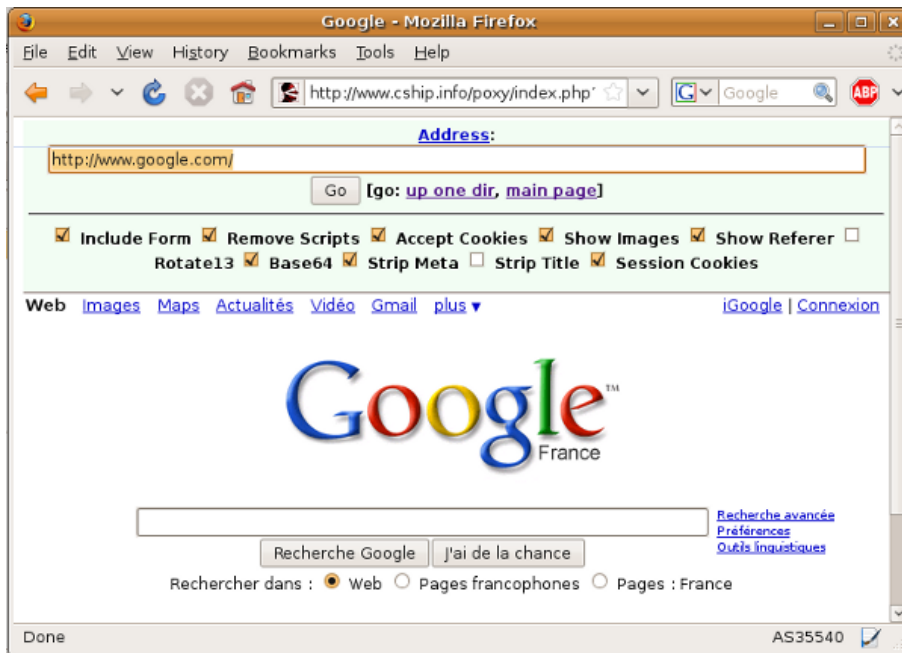 Google - Mozilla Firefox
File Edit View History Bookmarks Tools Help
http://www.cship.info/poxy/index.php? Google ABP
Address:
http://www.google.com/
Go [go: up one dir, main page]
Include Form Remove Scripts Accept Cookies Show Images Show Referer
Rotate13 Base64 Strip Meta Strip Title Session Cookies
Web Images Maps Actualités Vidéo Gmail plus ▼ iGoogle | Connexion
Google™
France
Recherche avancée
Préférences
Outils linguistiques
Recherche Google J'ai de la chance
Rechercher dans : Web Pages francophones Pages : France
Done AS35540